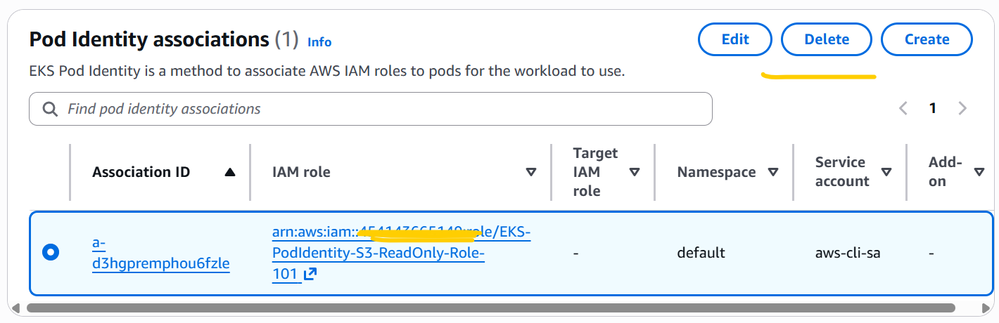 Pod Identity associations (1) Info
Edit
Delete
Create
EKS Pod Identity is a method to associate AWS IAM roles to pods for the workload to use.
Find pod identity associations
1
Association ID
IAM role
Target
IAM
role
Namespace
Service
account
Add-
on
a-
d3hgpremphou6fzle
arn:aws:iam:: role/EKS-
PodIdentity-S3-ReadOnly-Role-
101
-
default
aws-cli-sa
-